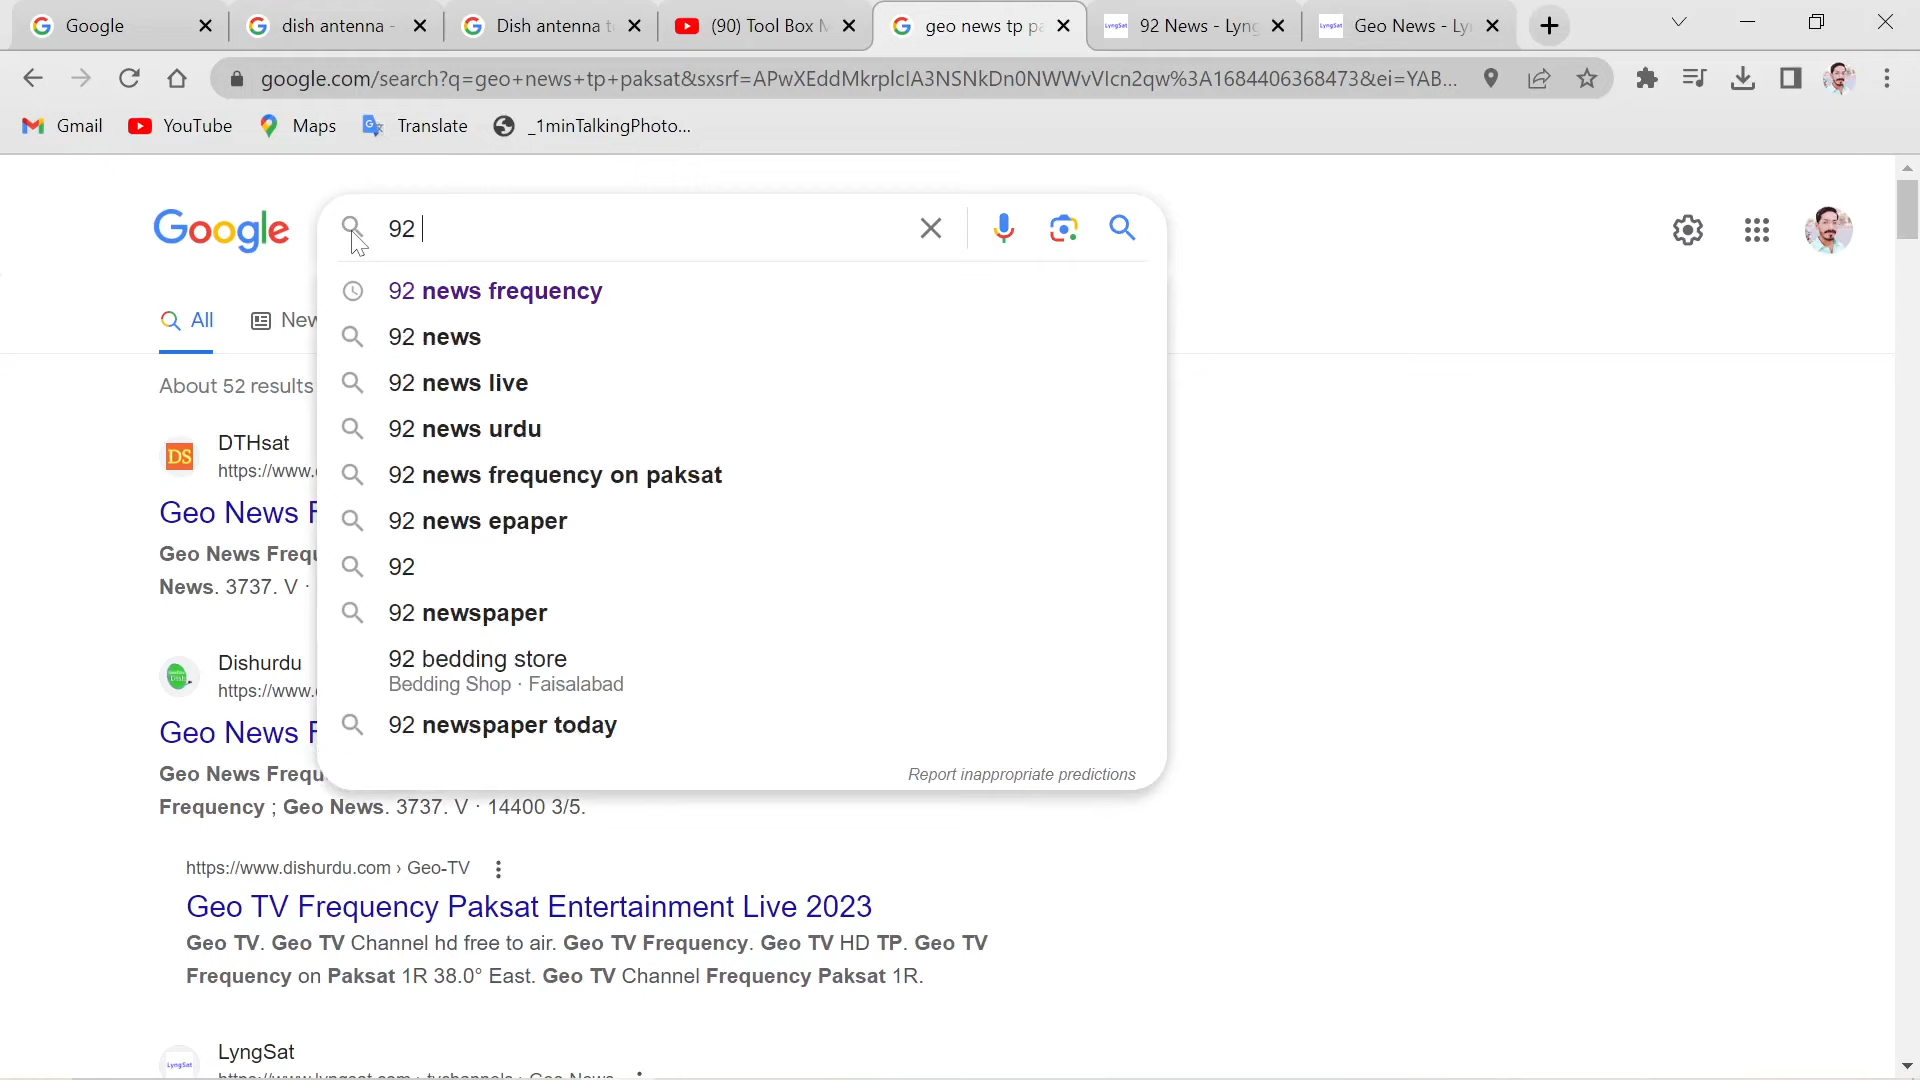 Google
dish antenna -
Dish antenna t
(90) Tool Box M
geo news tp pa
92 News - Lyng
Geo News - Ly
google.com/search?q=geo+news+tp+paksat&sxsrf=APwXEddMkrplcIA3NSNkDn0NWWvVIcn2qw%3A1684406368473&ei=YAB...
Gmail
YouTube
Maps
Translate
_1minTalkingPhoto...
Google
92
92 news frequency
92 news
92 news live
92 news urdu
92 news frequency on paksat
92 news epaper
92
92 newspaper
92 bedding store
Bedding Shop · Faisalabad
92 newspaper today
Report inappropriate predictions
All
New
About 52 results
DS
DTHsat
https://www.
Geo News F
Geo News Frequ
News. 3737. V ·
Dishurdu
https://www.
Geo News F
Geo News Frequ
Frequency ; Geo News. 3737. V · 14400 3/5.
https://www.dishurdu.com › Geo-TV
Geo TV Frequency Paksat Entertainment Live 2023
Geo TV. Geo TV Channel hd free to air. Geo TV Frequency. Geo TV HD TP. Geo TV
Frequency on Paksat 1R 38.0° East. Geo TV Channel Frequency Paksat 1R.
LyngSat
LyngSat